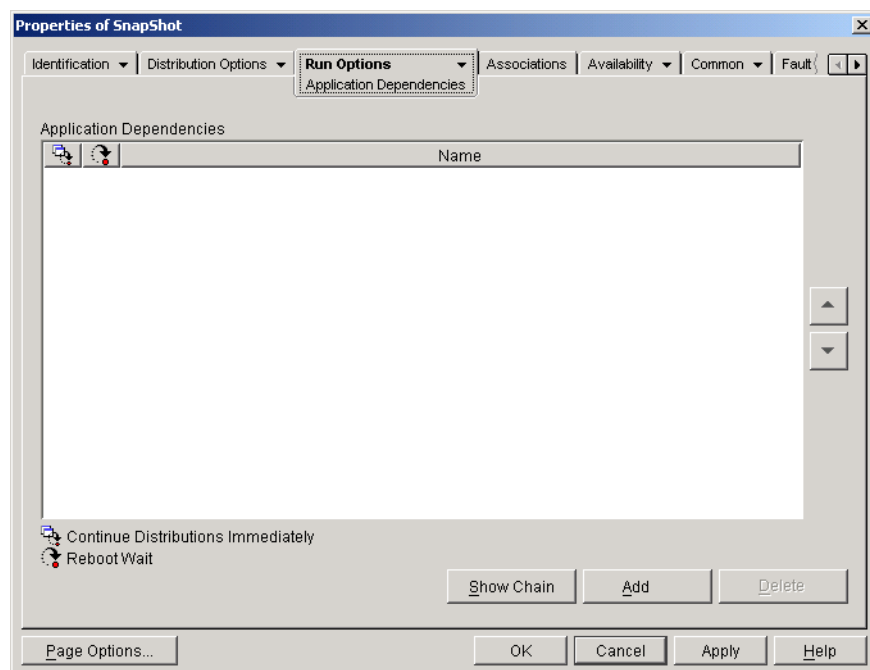 Properties of SnapShot
Identification Distribution Options Run Options Associations Availability Common Fault
Application Dependencies
Application Dependencies
Name
Continue Distributions Immediately
Reboot Wait
Show Chain Add Delete
Page Options... OK Cancel Apply Help